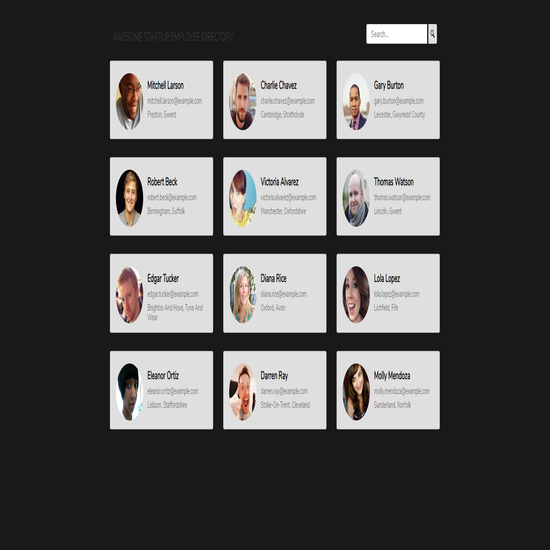 AWESOME STARTUP EMPLOYEE DIRECTORY
Search...
Mitchell Larson
mitchell.larson@example.com
Preston, Gwent
Charlie Chavez
charlie.chavez@example.com
Cambridge, Strathclyde
Gary Burton
gary.burton@example.com
Leicester, Gwynedd County
Robert Beck
robert.beck@example.com
Birmingham, Suffolk
Victoria Alvarez
victoria.alvarez@example.com
Manchester, Oxfordshire
Thomas Watson
thomas.watson@example.com
Lincoln, Gwent
Edgar Tucker
edgar.tucker@example.com
Brighton And Hove, Tyne And
Wear
Diana Rice
diana.rice@example.com
Oxford, Avon
Lola Lopez
lola.lopez@example.com
Lichfield, Fife
Eleanor Ortiz
eleanor.ortiz@example.com
Lisburn, Staffordshire
Darren Ray
darren.ray@example.com
Stoke-On-Trent, Cleveland
Molly Mendoza
molly.mendoza@example.com
Sunderland, Norfolk